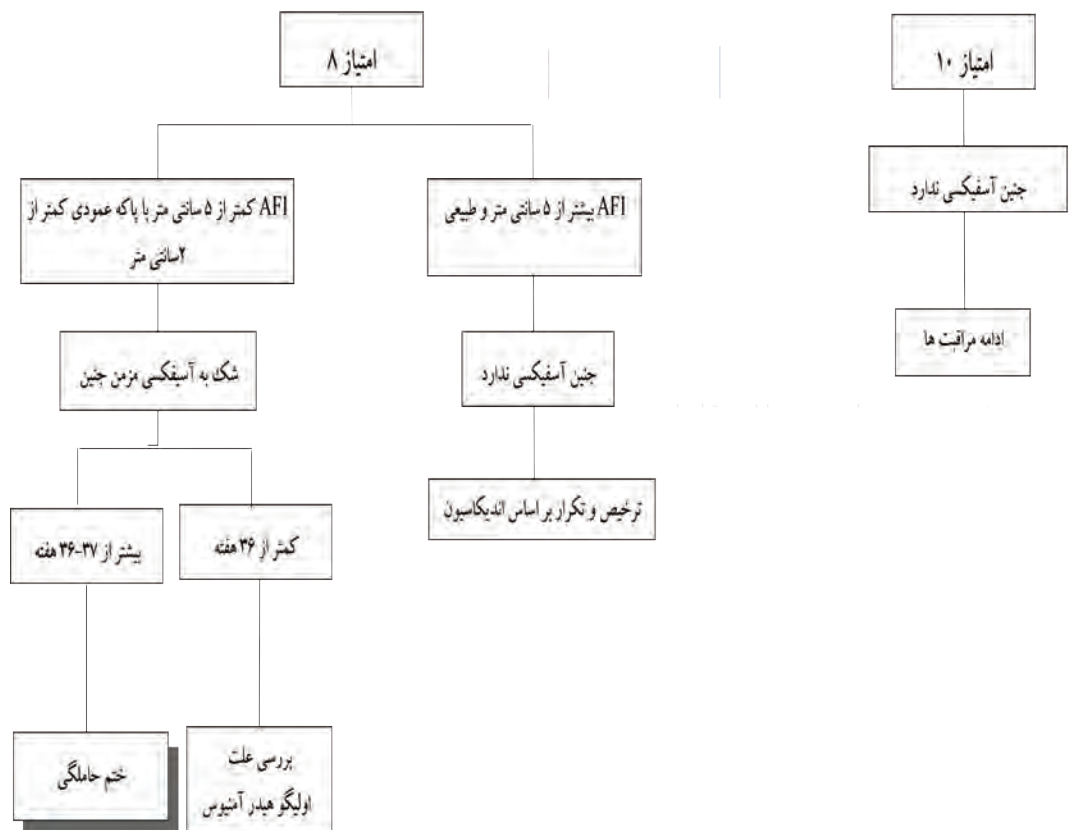 امتیاز ۱۰
جنین آسفیکسی ندارد
ادامه مراقبت ها
امتیاز ۸
AFI بیشتر از ۵ سانتی متر و طبیعی
جنین آسفیکسی ندارد
ترخیص و تکرار بر اساس اندیکاسیون
AFI کمتر از ۵ سانتی متر یا پاکه عمودی کمتر از
۲سانتی متر
شک به آسیفکسی مزمن جنین
کمتر از ۳۶ هفته
بررسی علت
اولیگو هیدر آمنیوس
بیشتر از ۳۷-۳۶ هفته
ختم حاملگی